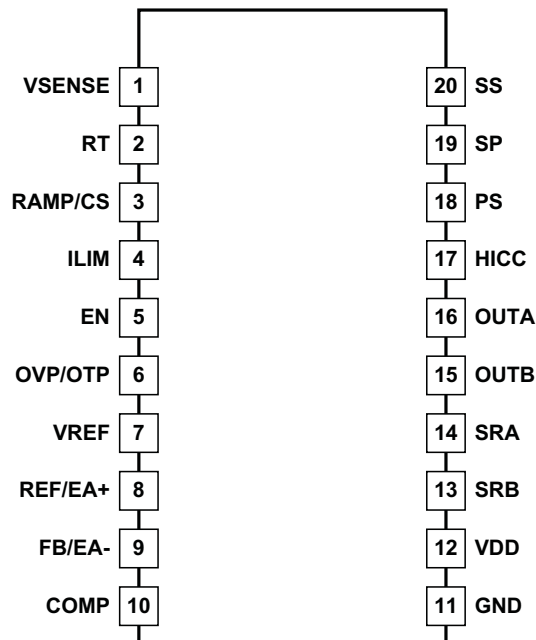 VSENSE 1 20 SS
RT 2 19 SP
RAMP/CS 3 18 PS
ILIM 4 17 HICC
EN 5 16 OUTA
OVP/OTP 6 15 OUTB
VREF 7 14 SRA
REF/EA+ 8 13 SRB
FB/EA- 9 12 VDD
COMP 10 11 GND